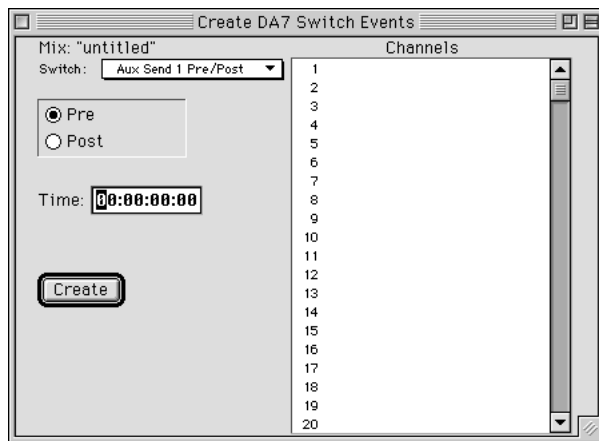 Create DA7 Switch Events
Mix: "untitled"
Switch: Aux Send 1 Pre/Post
Pre
Post
Time: 00:00:00:00
Create
Channels
1
2
3
4
5
6
7
8
9
10
11
12
13
14
15
16
17
18
19
20